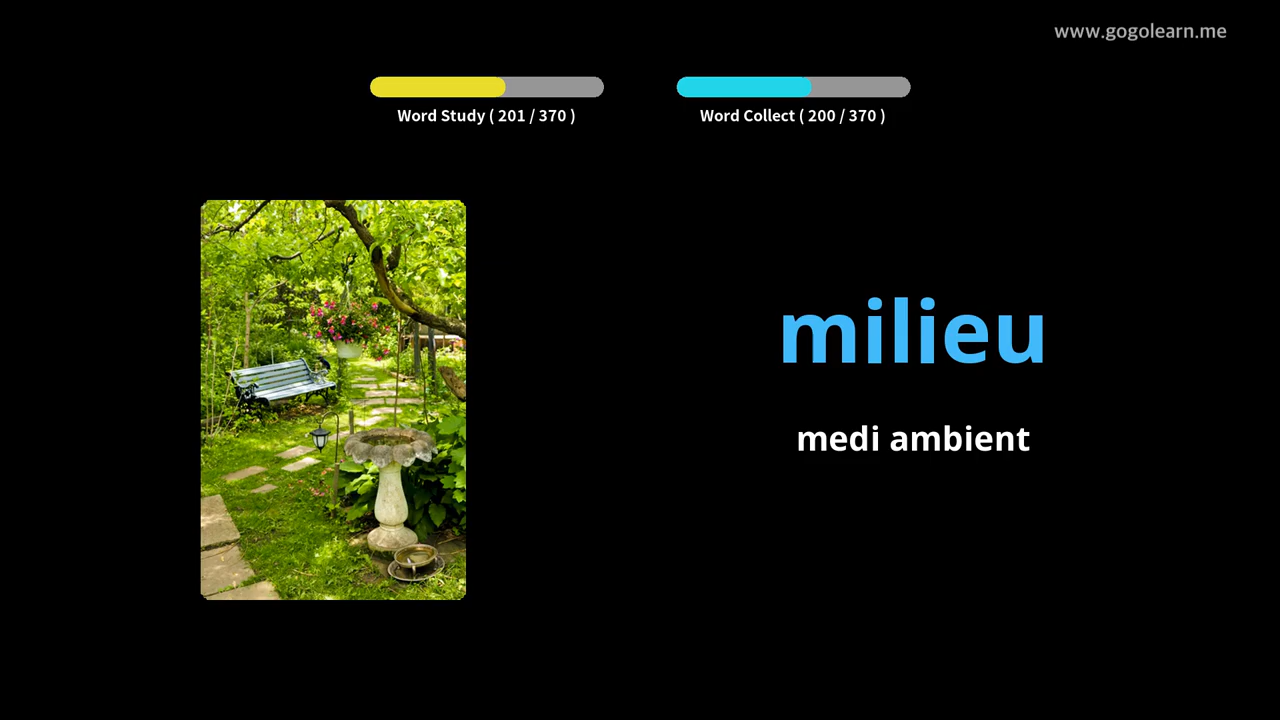 www.gogolearn.me
Word Study ( 201 / 370 )
Word Collect ( 200 / 370 )
milieu
medi ambient